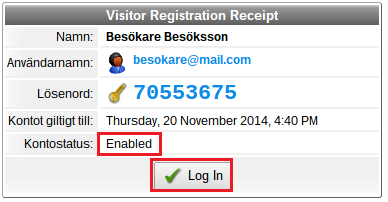 Visitor Registration Receipt
Namn: Besökare Besöksson
Användarnamn: besokare@mail.com
Lösenord: 70553675
Kontot giltigt till: Thursday, 20 November 2014, 4:40 PM
Kontostatus: Enabled
Log In